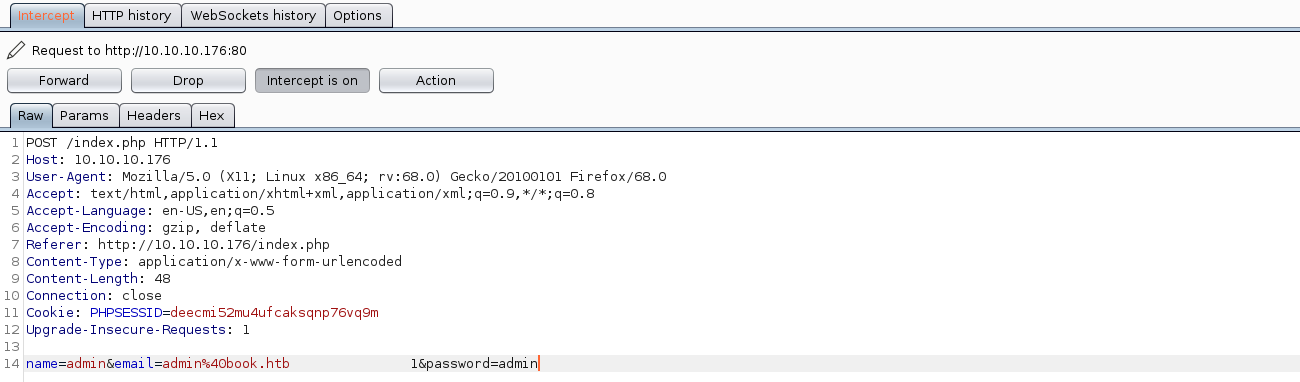 Intercept HTTP history WebSockets history Options
Request to http://10.10.10.176:80
Forward Drop Intercept is on Action
Raw Params Headers Hex
1 POST /index.php HTTP/1.1
2 Host: 10.10.10.176
3 User-Agent: Mozilla/5.0 (X11; Linux x86_64; rv:68.0) Gecko/20100101 Firefox/68.0
4 Accept: text/html,application/xhtml+xml,application/xml;q=0.9,*/*;q=0.8
5 Accept-Language: en-US,en;q=0.5
6 Accept-Encoding: gzip, deflate
7 Referer: http://10.10.10.176/index.php
8 Content-Type: application/x-www-form-urlencoded
9 Content-Length: 48
10 Connection: close
11 Cookie: PHPSESSID=deecmi52mu4ufcaksqnp76vq9m
12 Upgrade-Insecure-Requests: 1
13
14 name=admin&email=admin%40book.htb               1&password=admin